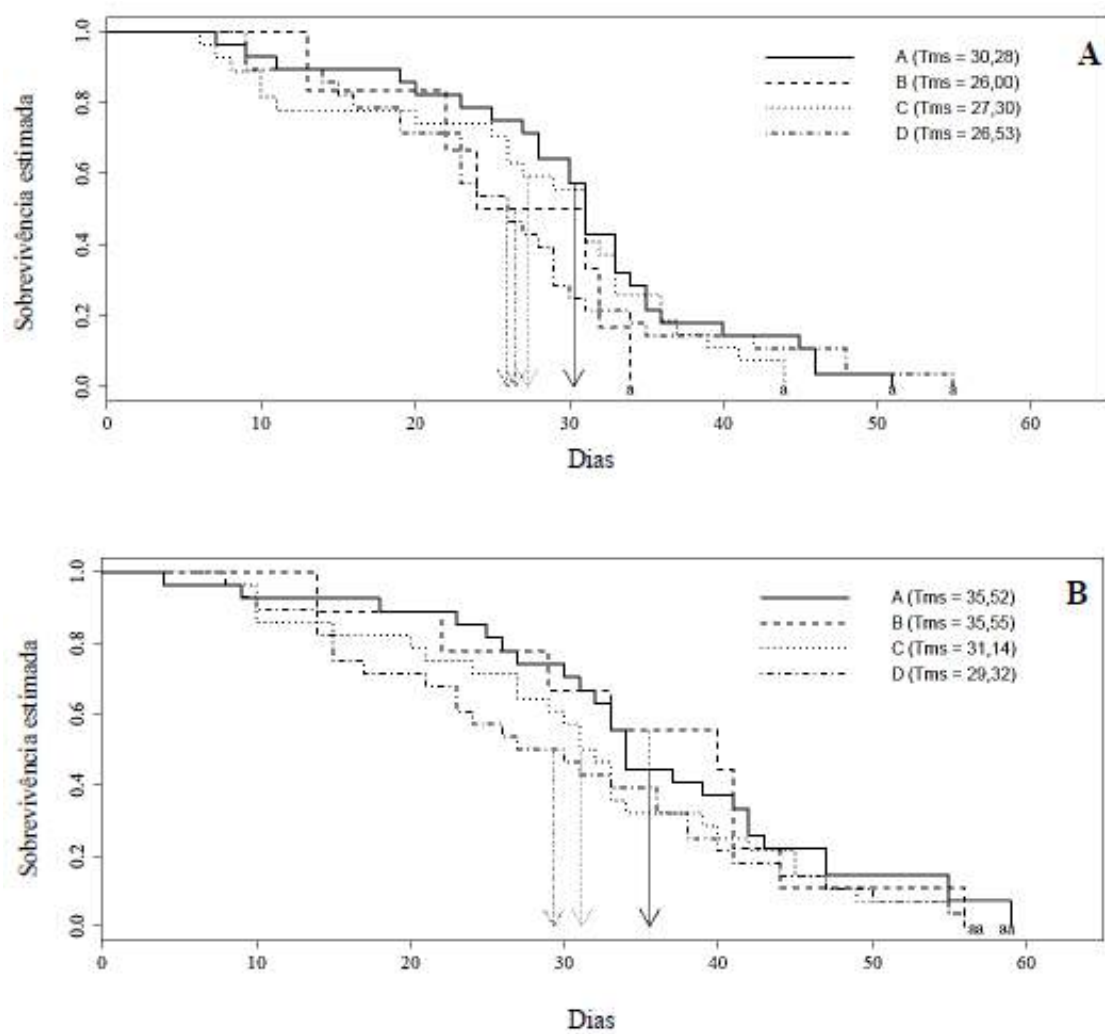 A
A (Tms = 30,28)
B (Tms = 26,00)
C (Tms = 27,30)
D (Tms = 26,53)
Sobrevivência estimada
1.0
0.8
0.6
0.4
0.2
0.0
a a a a
0 10 20 30 40 50 60
Dias
B
A (Tms = 35,52)
B (Tms = 35,55)
C (Tms = 31,14)
D (Tms = 29,32)
Sobrevivência estimada
1.0
0.8
0.6
0.4
0.2
0.0
aa aa
0 10 20 30 40 50 60
Dias